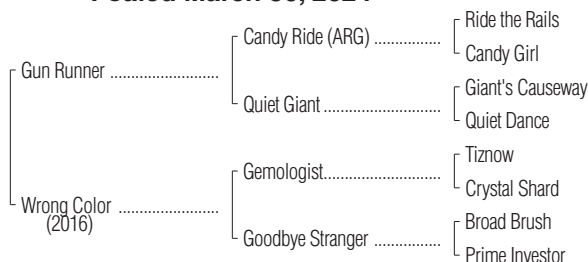 Foaled March 30, 2021
Gun Runner
Wrong Color
(2016)
Candy Ride (ARG)
Quiet Giant
Gemologist
Goodbye Stranger
Ride the Rails
Candy Girl
Giant's Causeway
Quiet Dance
Tiznow
Crystal Shard
Broad Brush
Prime Investor